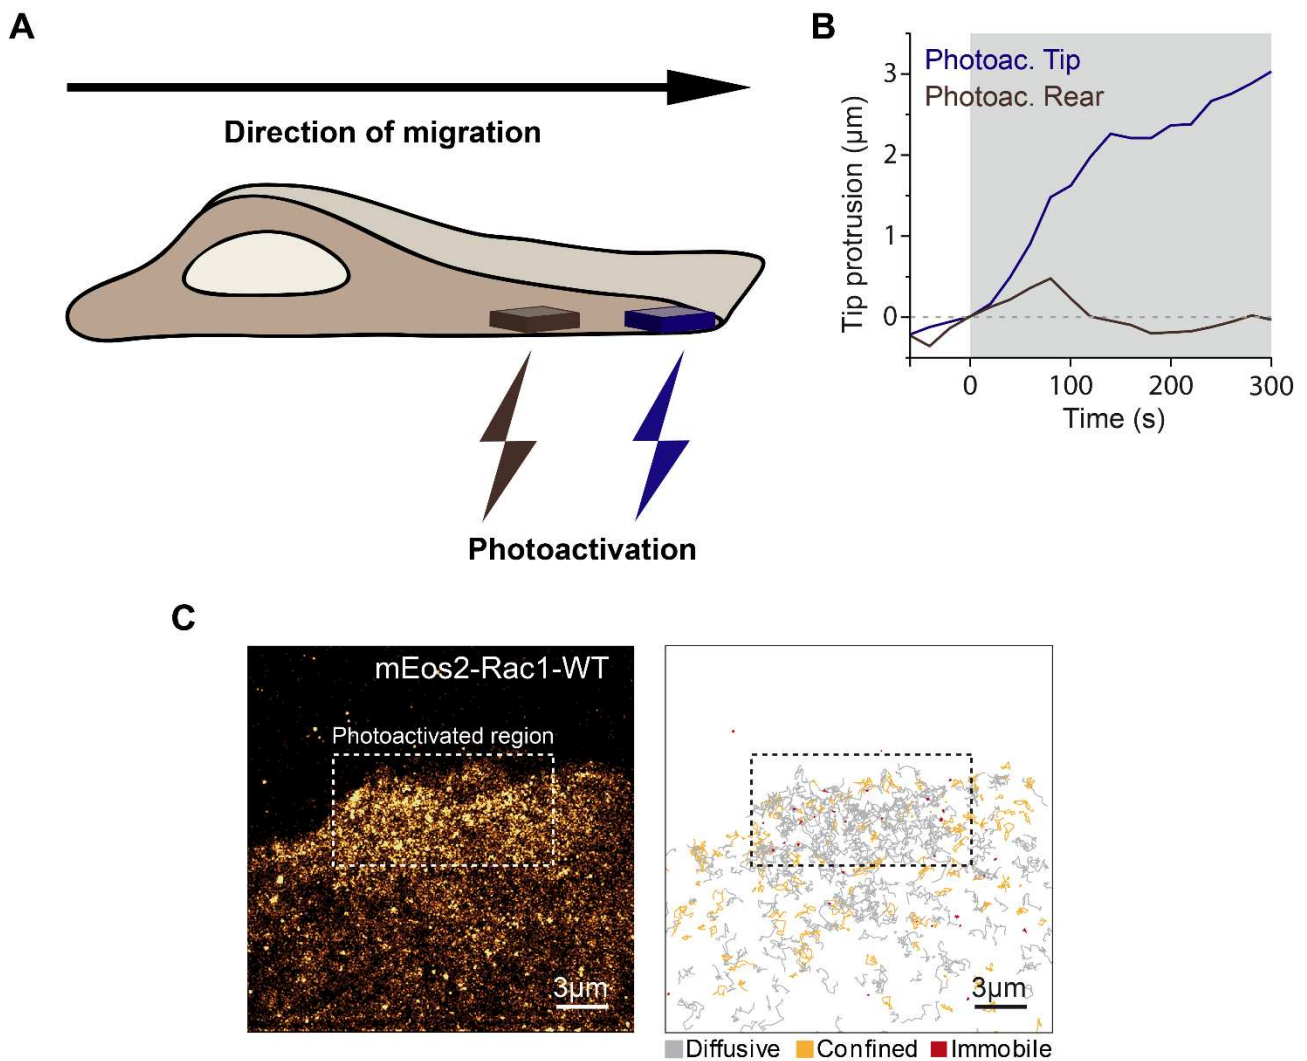 A
Direction of migration
Photoactivation
B
Photoac. Tip
Photoac. Rear
Tip protrusion (µm)
3
2
1
0
0
100
200
300
Time (s)
C
mEos2-Rac1-WT
Photoactivated region
3µm
3µm
Diffusive
Confined
Immobile